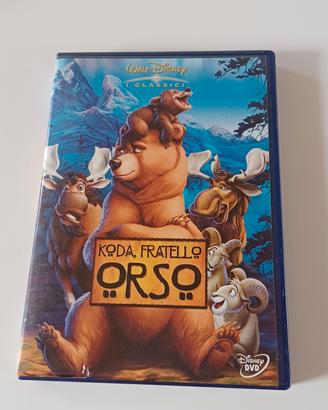 WALT DISNEY
I CLASSICI
KODA, FRATELLO
ORSO
Disney
DVD